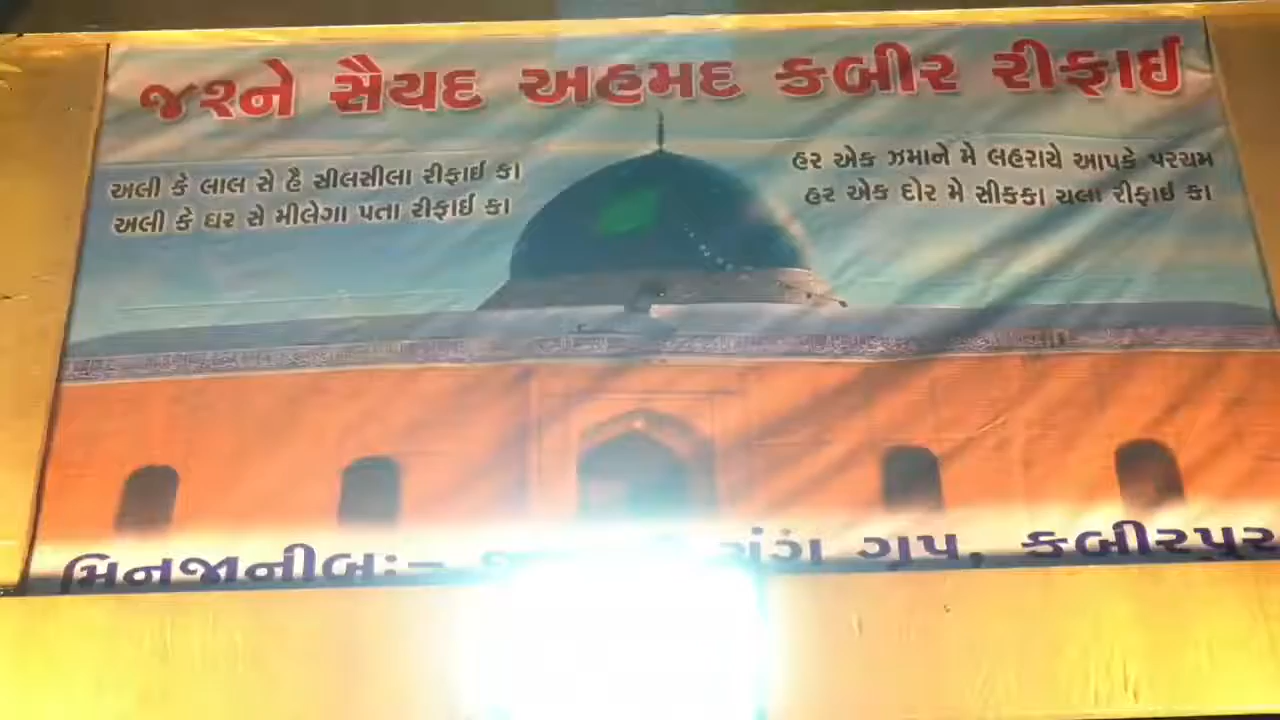 જશ્ને સૈયદ અહમદ કબીર રીફાઈ
અલી કે લાલ સે હૈ સીલસીલા રીફાઈ કા
અલી કે ઘર સે મીલેગા પતા રીફાઈ કા
હર એક ઝમાને મે લહરાયે આપકે પરચમ
હર એક દૌર મે સીકકા ચલા રીફાઈ કા
મિનજાનીબઃ- યંગ ગૃપ, કબીરપુર